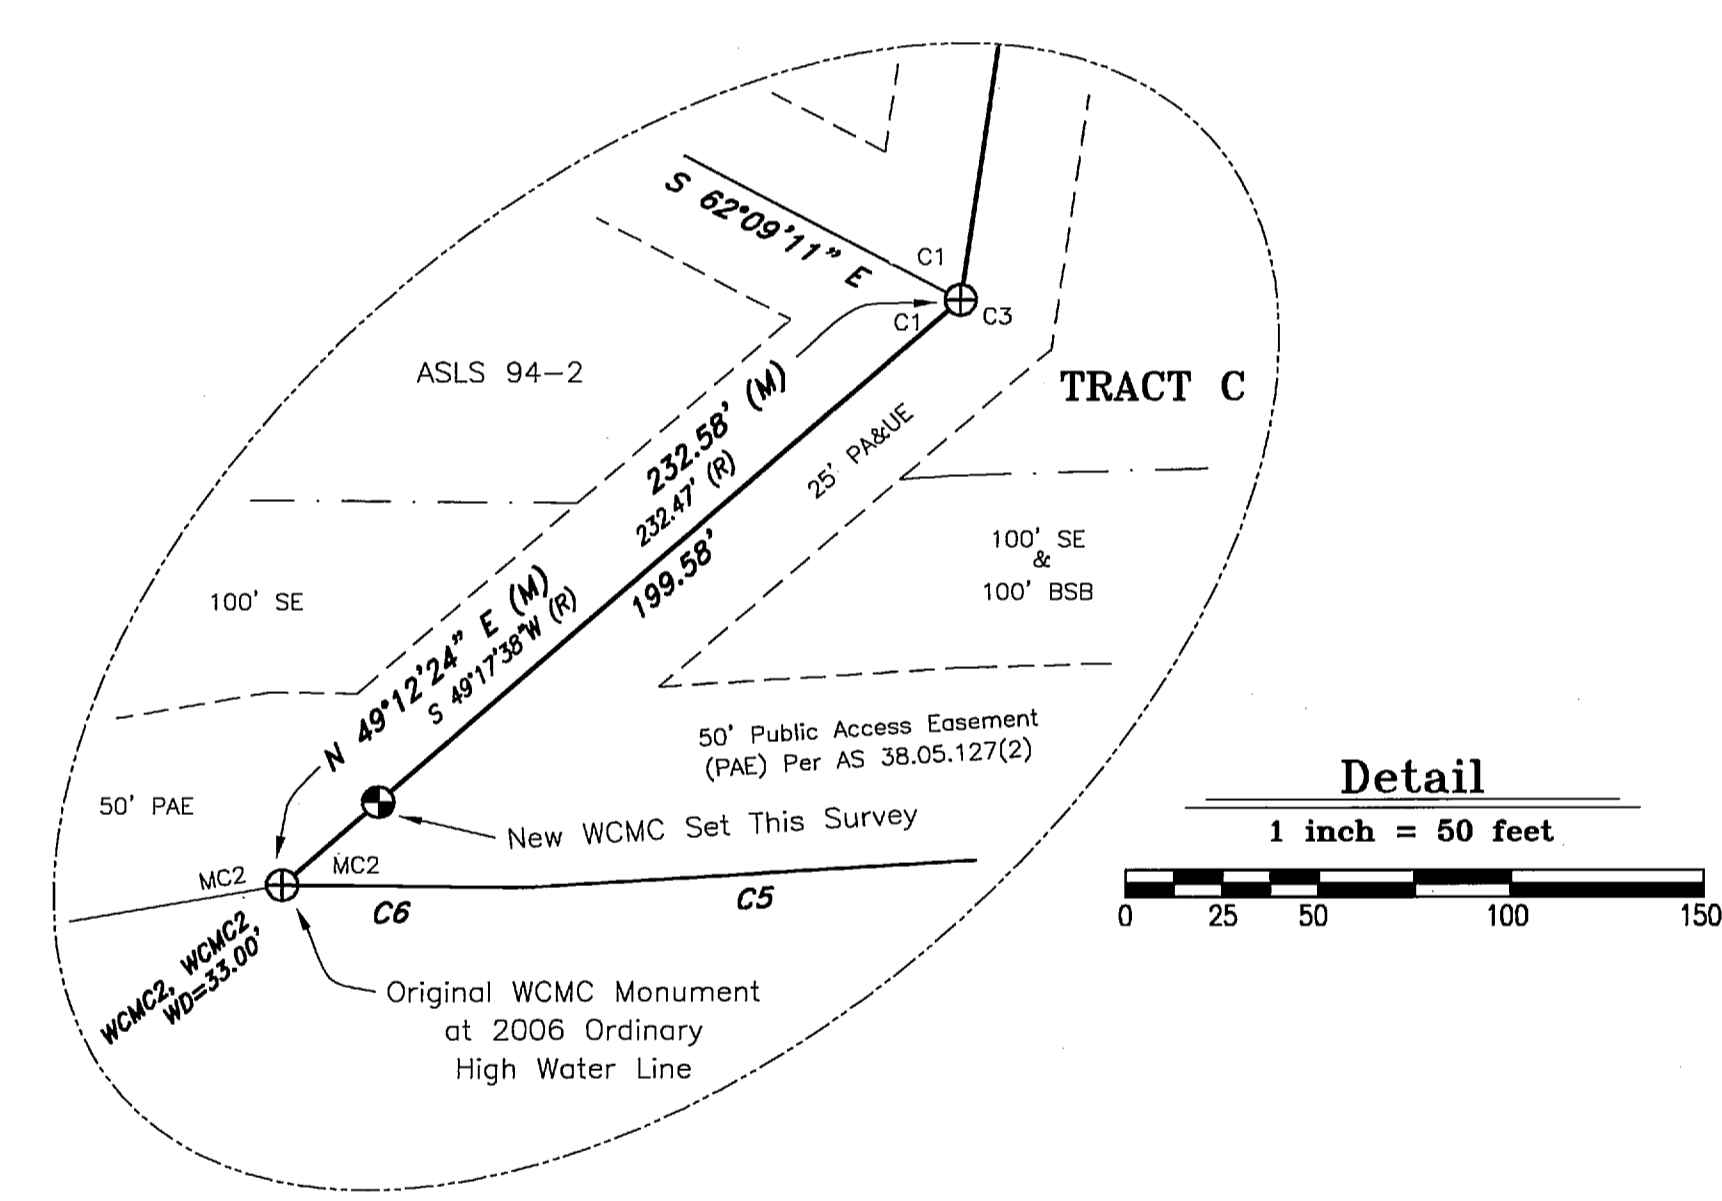 S 62°09'11" E
C1
C1
C3
ASLS 94-2
TRACT C
232.58' (M)
232.47' (R)
25' PA&UE
199.58'
100' SE
&
100' BSB
100' SE
N 49°12'24" E (M)
S 49°17'38"W (R)
50' Public Access Easement
(PAE) Per AS 38.05.127(2)
50' PAE
New WCMC Set This Survey
MC2
MC2
C6
C5
WCMC2, WCMC2,
WD=33.00'
Original WCMC Monument
at 2006 Ordinary
High Water Line
Detail
1 inch = 50 feet
0 25 50 100 150